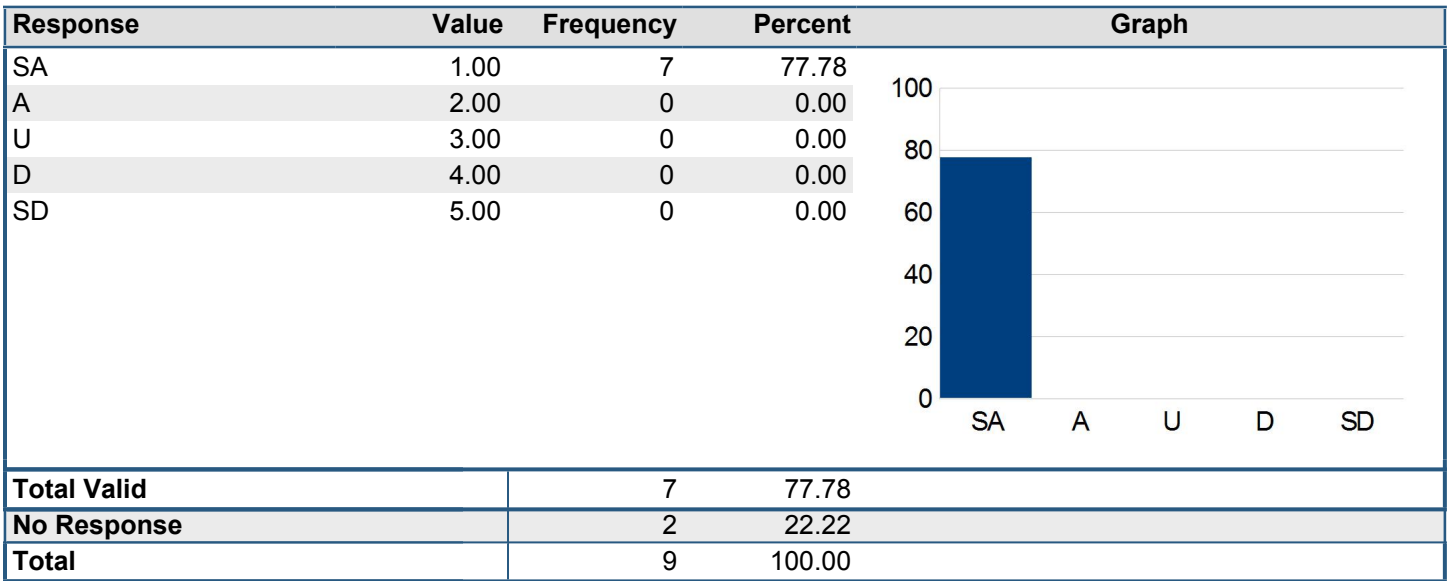 Response Value Frequency Percent Graph
SA 1.00 7 77.78
A 2.00 0 0.00
U 3.00 0 0.00
D 4.00 0 0.00
SD 5.00 0 0.00
100
80
60
40
20
0
SA A U D SD
Total Valid 7 77.78
No Response 2 22.22
Total 9 100.00